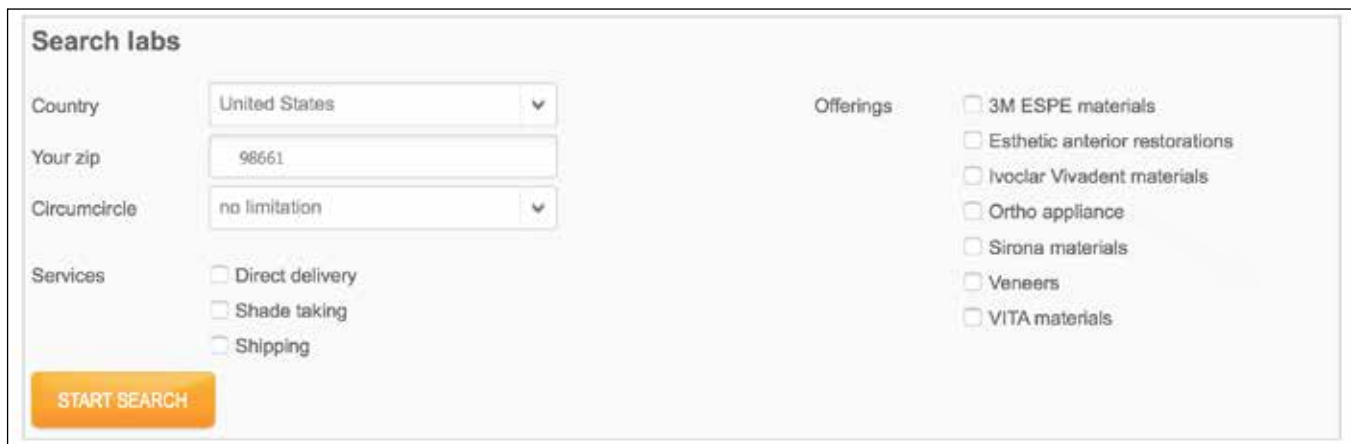 Search labs
Country
United States
Your zip
98661
Circumcircle
no limitation
Services
Direct delivery
Shade taking
Shipping
START SEARCH
Offerings
3M ESPE materials
Esthetic anterior restorations
Ivoclar Vivadent materials
Ortho appliance
Sirona materials
Veneers
VITA materials